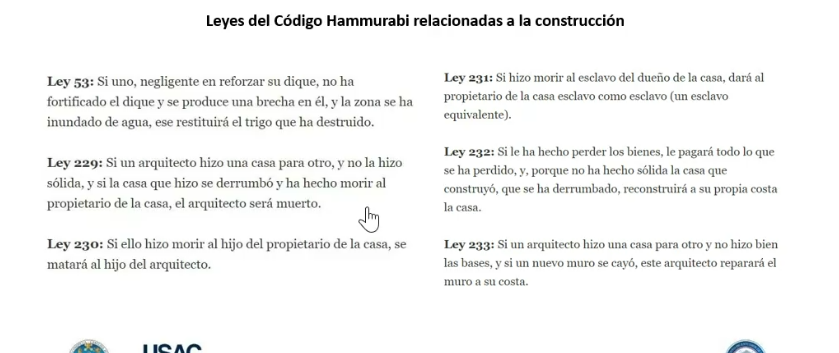 Leyes del Código Hammurabi relacionadas a la construcción
Ley 53: Si uno, negligente en reforzar su dique, no ha
fortificado el dique y se produce una brecha en él, y la zona se ha
inundado de agua, ese restituirá el trigo que ha destruido.
Ley 229: Si un arquitecto hizo una casa para otro, y no la hizo
sólida, y si la casa que hizo se derrumbó y ha hecho morir al
propietario de la casa, el arquitecto será muerto.
Ley 230: Si ello hizo morir al hijo del propietario de la casa, se
matará al hijo del arquitecto.
Ley 231: Si hizo morir al esclavo del dueño de la casa, dará al
propietario de la casa esclavo como esclavo (un esclavo
equivalente).
Ley 232: Si le ha hecho perder los bienes, le pagará todo lo que
se ha perdido, y, porque no ha hecho sólida la casa que
construyó, que se ha derrumbado, reconstruirá a su propia costa
la casa.
Ley 233: Si un arquitecto hizo una casa para otro y no hizo bien
las bases, y si un nuevo muro se cayó, este arquitecto reparará el
muro a su costa.
USAC